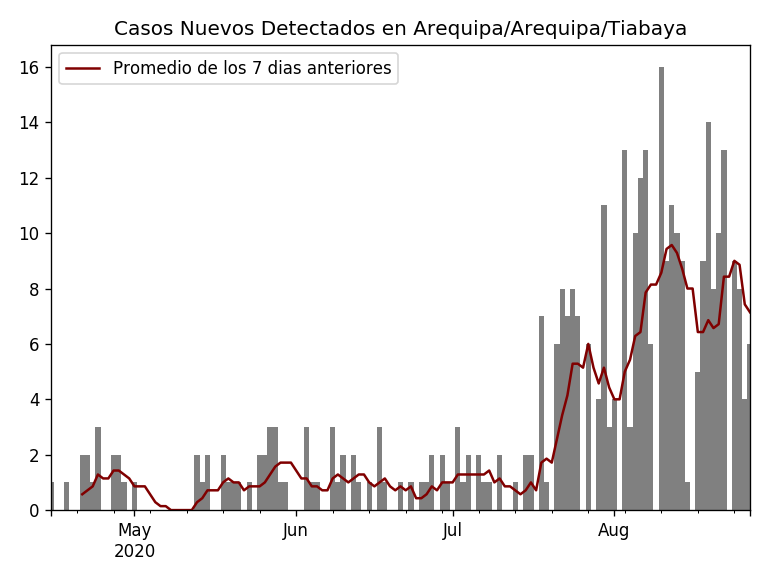 Casos Nuevos Detectados en Arequipa/Arequipa/Tiabaya
Promedio de los 7 dias anteriores
16
14
12
10
8
6
4
2
0
May
2020
Jun
Jul
Aug